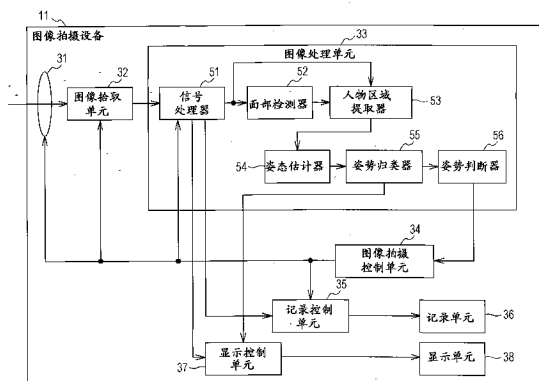 11
图像拍摄设备
33
图像处理单元
31
32
图像拾取
单元
51
信号
处理器
52
面部检测器
人物区域
提取器
53
54
姿态估计器
55
姿势归类器
56
姿势判断器
34
图像拍摄
控制单元
35
记录控制
单元
记录单元
36
37
显示控制
单元
显示单元
38